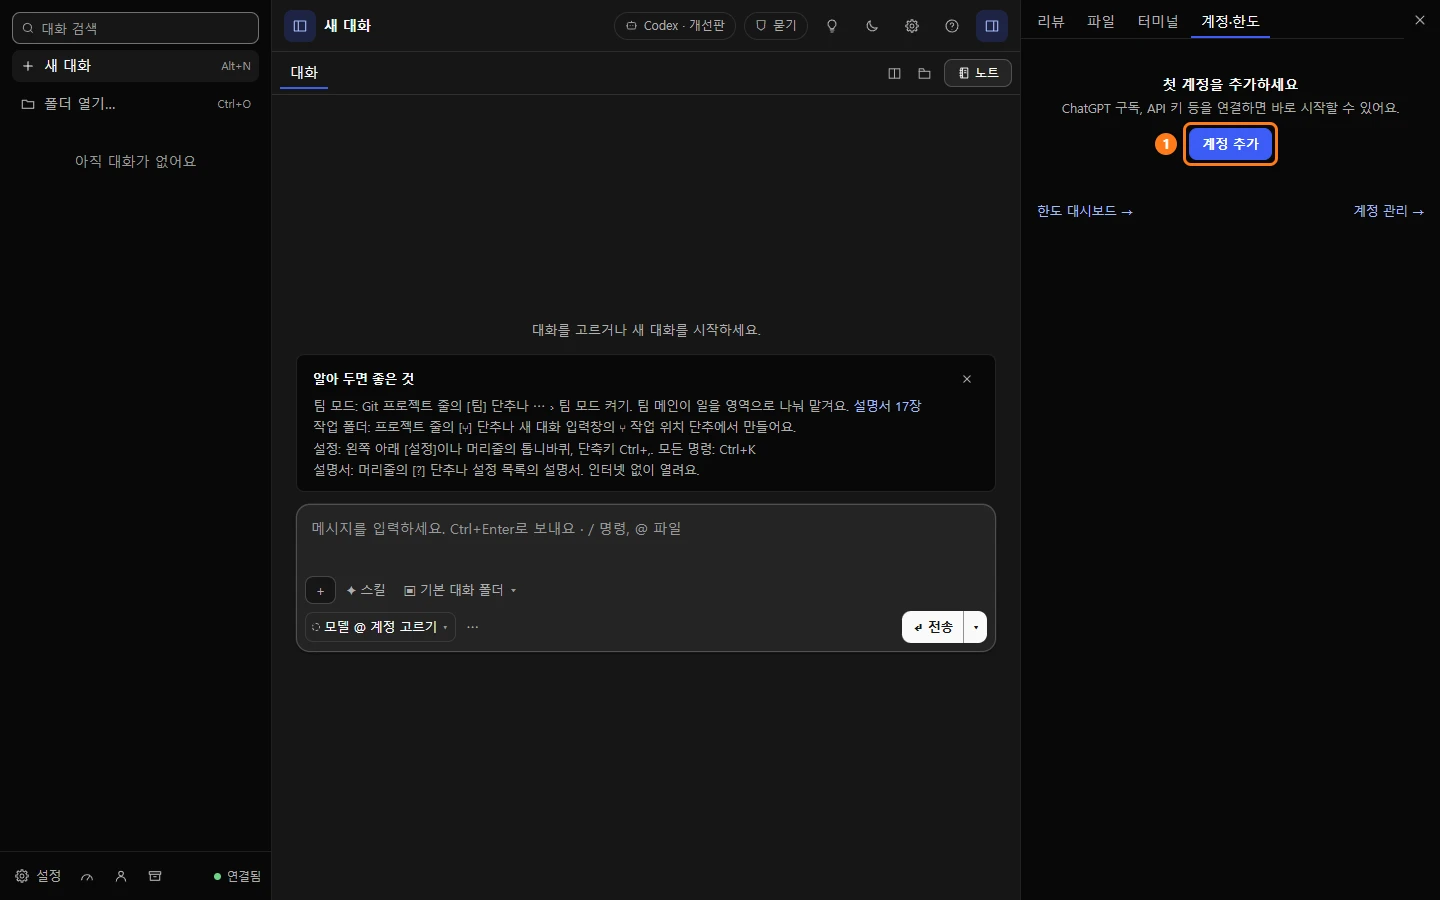 대화 검색
새 대화 Alt+N
폴더 열기... Ctrl+O
아직 대화가 없어요
설정
연결됨
새 대화
Codex · 개선판
묻기
대화
노트
대화를 고르거나 새 대화를 시작하세요.
알아 두면 좋은 것
팀 모드: Git 프로젝트 줄의 [팀] 단추나 ··· › 팀 모드 켜기. 팀 메인이 일을 영역으로 나눠 맡겨요. 설명서 17장
작업 폴더: 프로젝트 줄의 [⑂] 단추나 새 대화 입력창의 ⑂ 작업 위치 단추에서 만들어요.
설정: 왼쪽 아래 [설정]이나 머리줄의 톱니바퀴, 단축키 Ctrl+,. 모든 명령: Ctrl+K
설명서: 머리줄의 [?] 단추나 설정 목록의 설명서. 인터넷 없이 열려요.
메시지를 입력하세요. Ctrl+Enter로 보내요 · / 명령, @ 파일
+ ✦ 스킬 ▣ 기본 대화 폴더 ▾
모델 @ 계정 고르기 ▾ ···
↵ 전송 ▾
리뷰 파일 터미널 계정·한도
첫 계정을 추가하세요
ChatGPT 구독, API 키 등을 연결하면 바로 시작할 수 있어요.
1 계정 추가
한도 대시보드 → 계정 관리 →